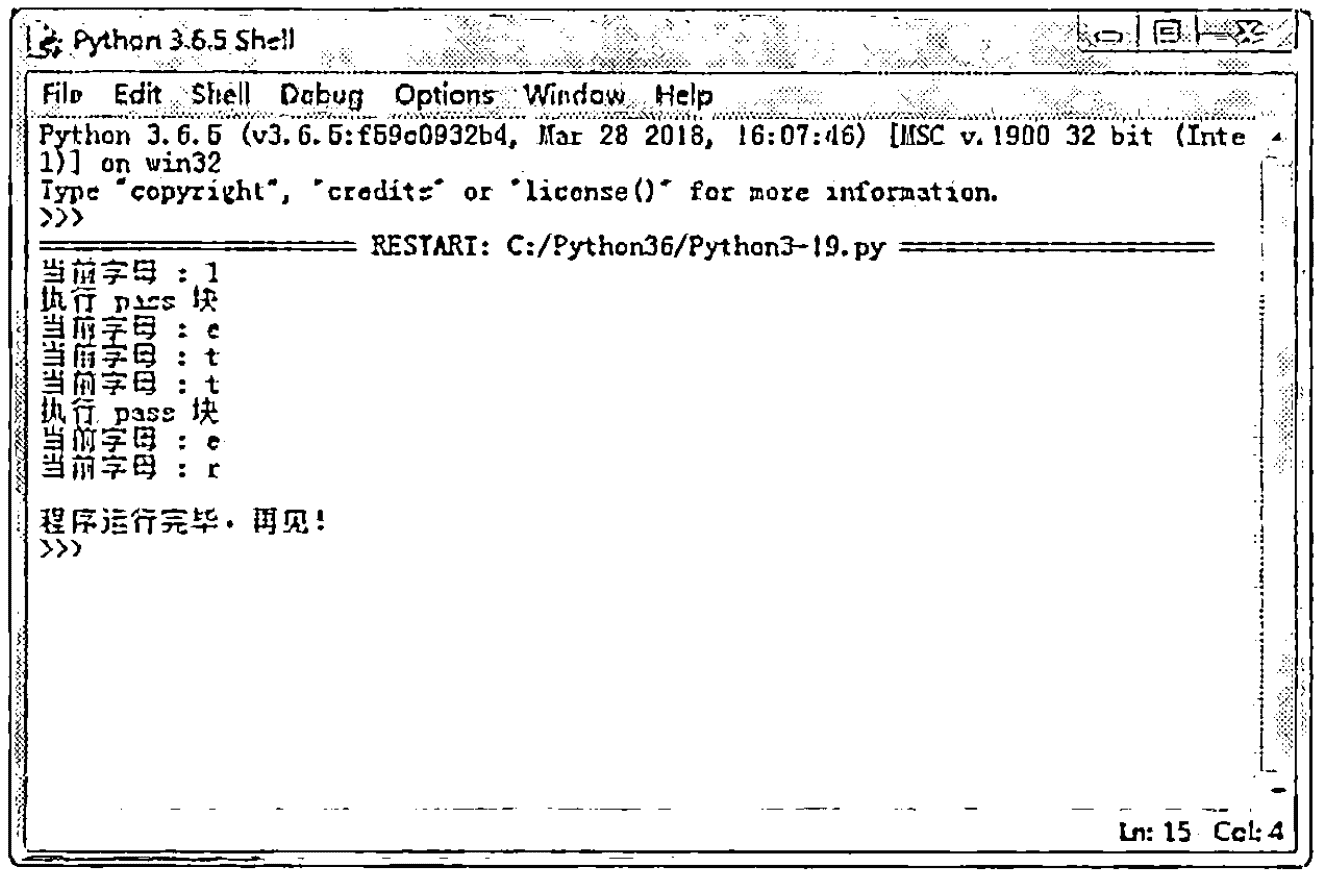 Python 3.6.5 Shell
File Edit Shell Debug Options Window Help
Python 3.6.5 (v3.6.5:f59c0932b4, Mar 28 2018, 16:07:46) [MSC v.1900 32 bit (Inte
l)] on win32
Type "copyright", "credits" or "license()" for more information.
>>>
==================== RESTART: C:/Python36/Python3-19.py ====================
当前字母 : l
执行 pass 块
当前字母 : e
当前字母 : t
当前字母 : t
执行 pass 块
当前字母 : e
当前字母 : r
程序运行完毕，再见!
>>>
Ln: 15 Col: 4